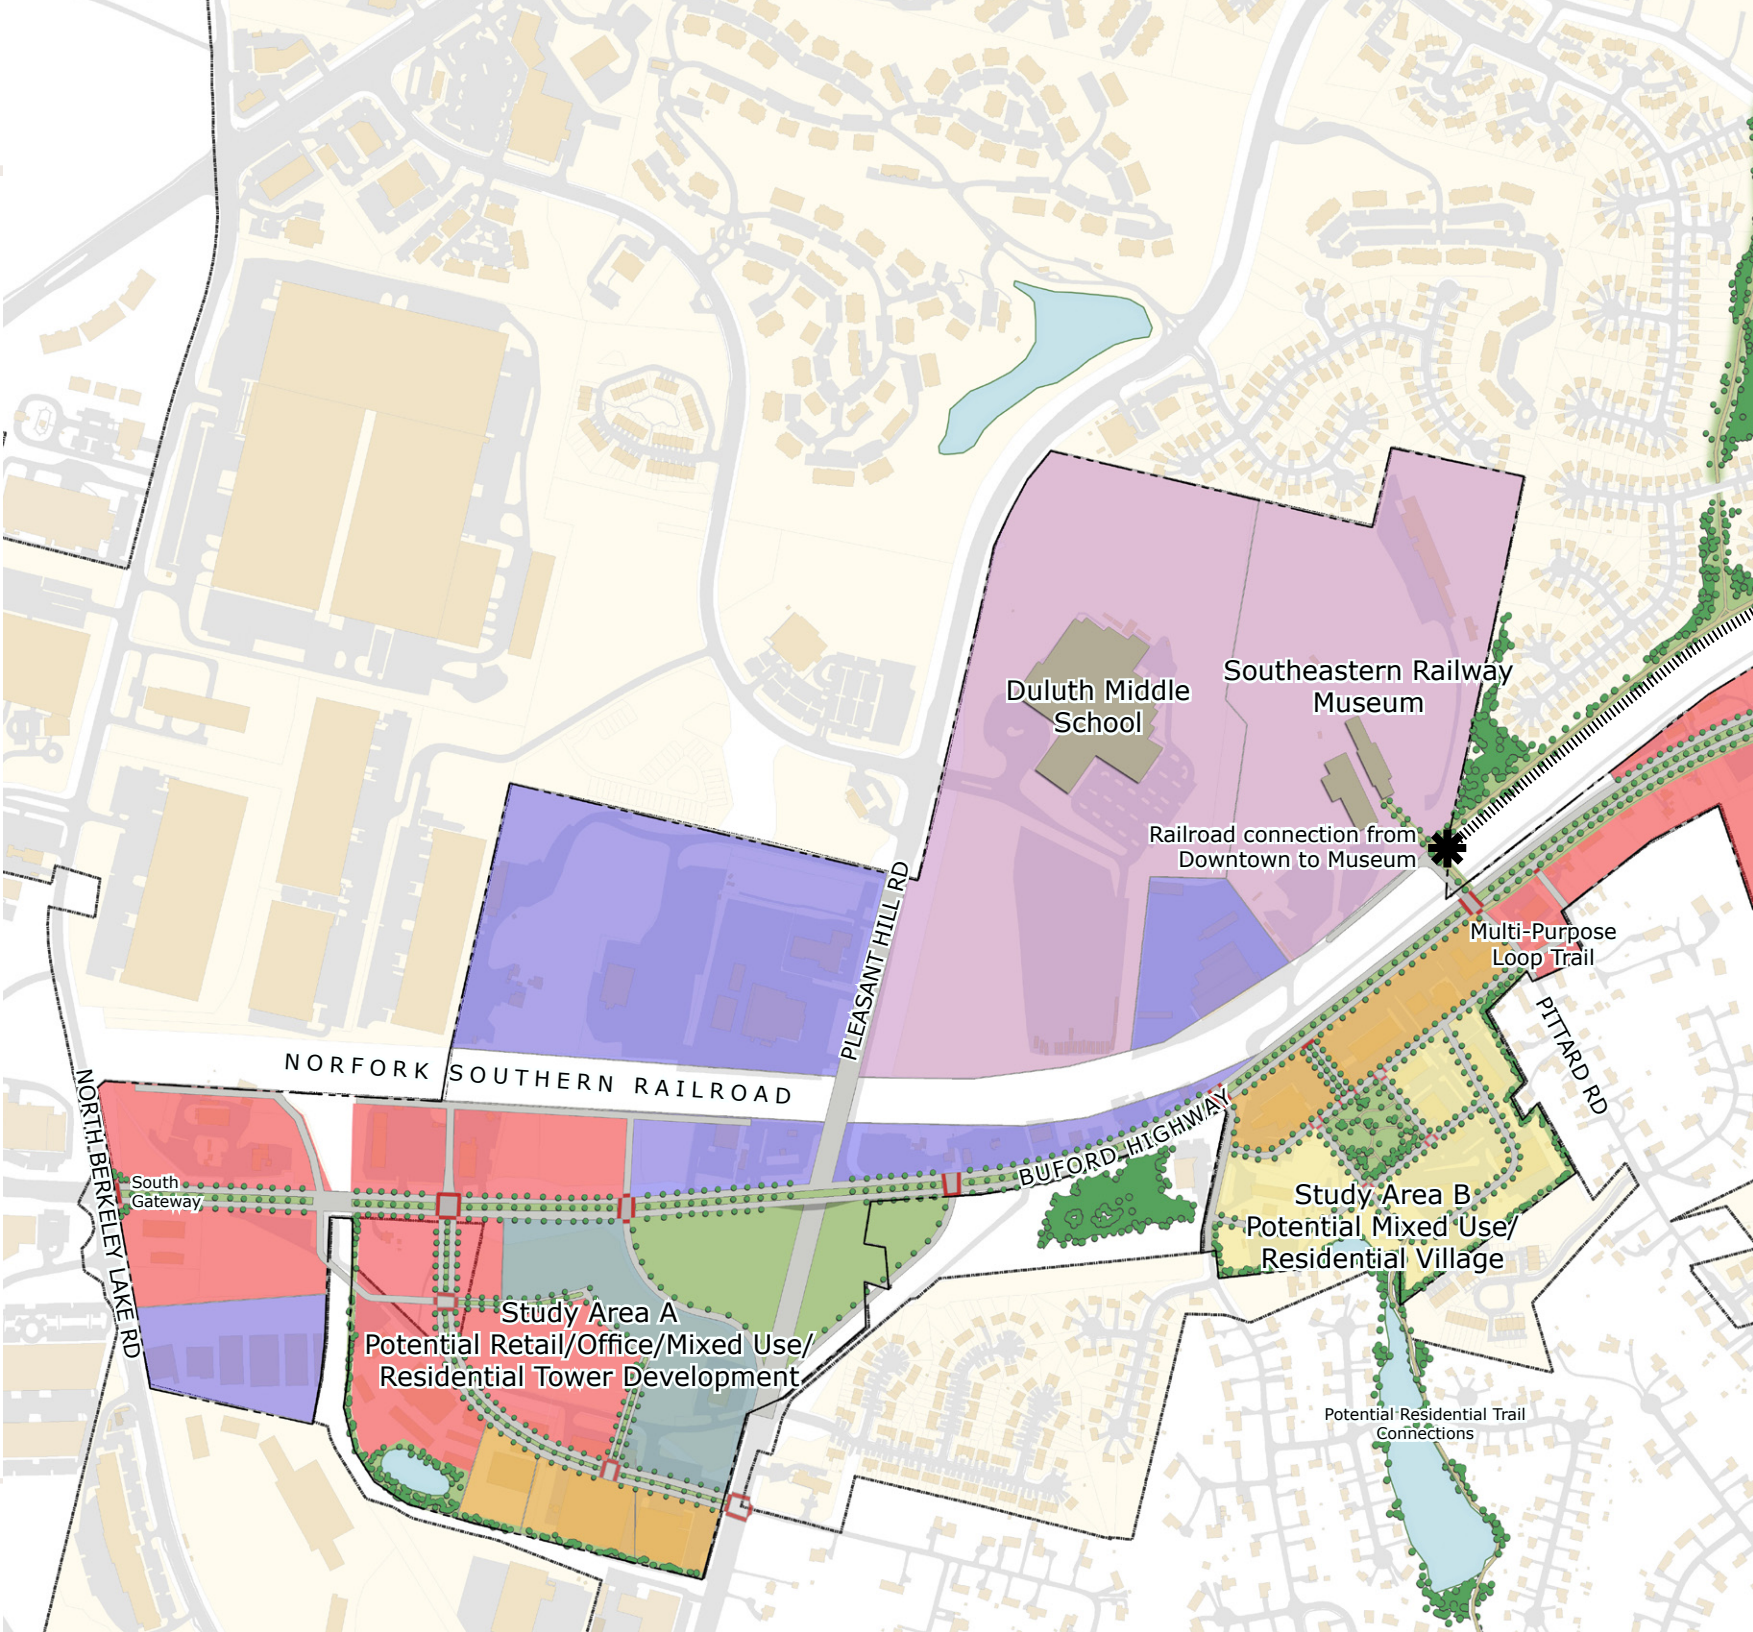 Southeastern Railway
Museum
Duluth Middle
School
Railroad connection from
Downtown to Museum
PLEASANT HILL RD
Multi-Purpose
Loop Trail
PITTARD RD
NORFORK SOUTHERN RAILROAD
NORTH BERKELEY LAKE RD
BUFORD HIGHWAY
South
Gateway
Study Area B
Potential Mixed Use/
Residential Village
Study Area A
Potential Retail/Office/Mixed Use/
Residential Tower Development
Potential Residential Trail
Connections